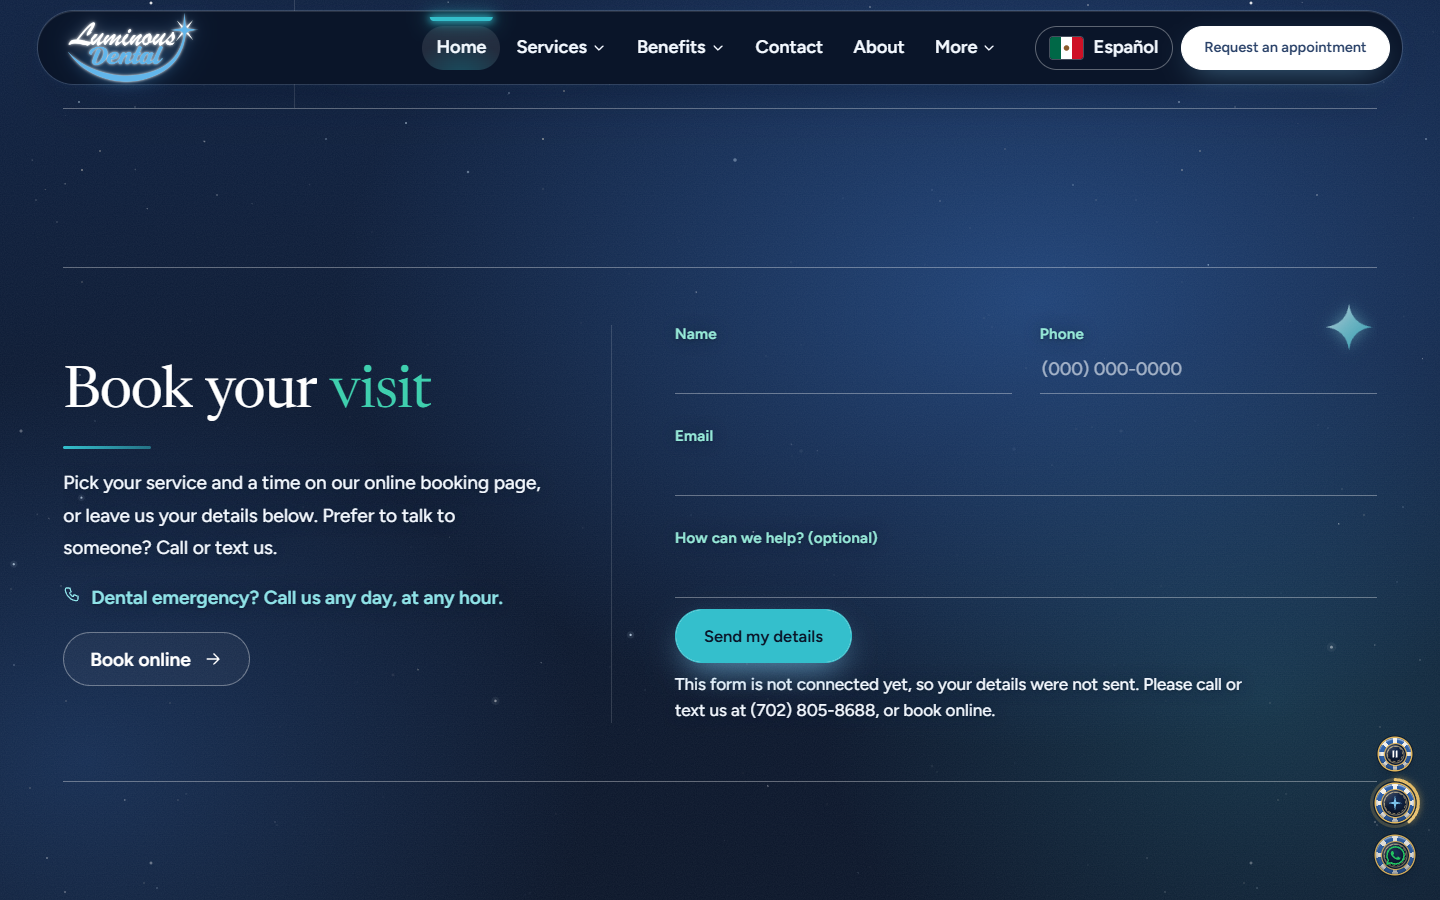 Luminous
Dental
Home
Services
Benefits
Contact
About
More
Español
Request an appointment
Book your visit
Pick your service and a time on our online booking page,
or leave us your details below. Prefer to talk to
someone? Call or text us.
Dental emergency? Call us any day, at any hour.
Book online
Name
Phone
(000) 000-0000
Email
How can we help? (optional)
Send my details
This form is not connected yet, so your details were not sent. Please call or
text us at (702) 805-8688, or book online.